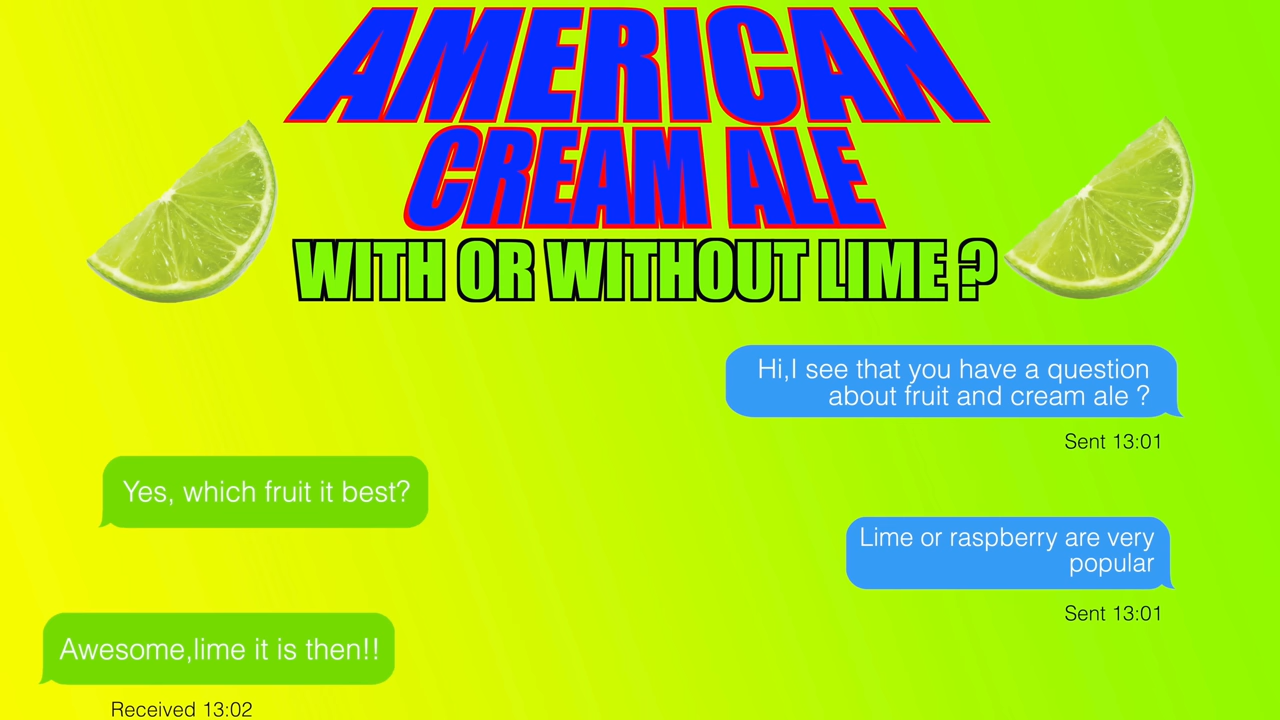 AMERICAN
CREAM ALE
WITH OR WITHOUT LIME ?
Hi,I see that you have a question
about fruit and cream ale ?
Sent 13:01
Yes, which fruit it best?
Lime or raspberry are very
popular
Sent 13:01
Awesome,lime it is then!!
Received 13:02